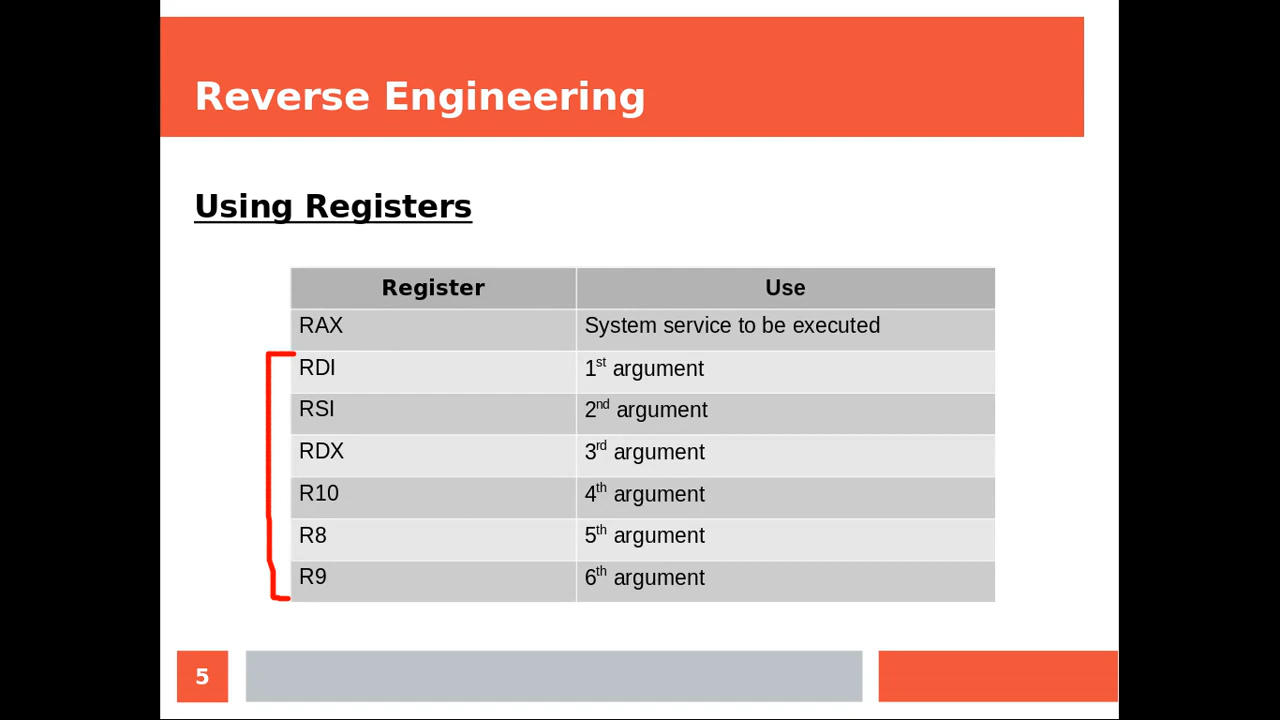 Reverse Engineering
Using Registers
Register Use
RAX System service to be executed
RDI 1st argument
RSI 2nd argument
RDX 3rd argument
R10 4th argument
R8 5th argument
R9 6th argument
5